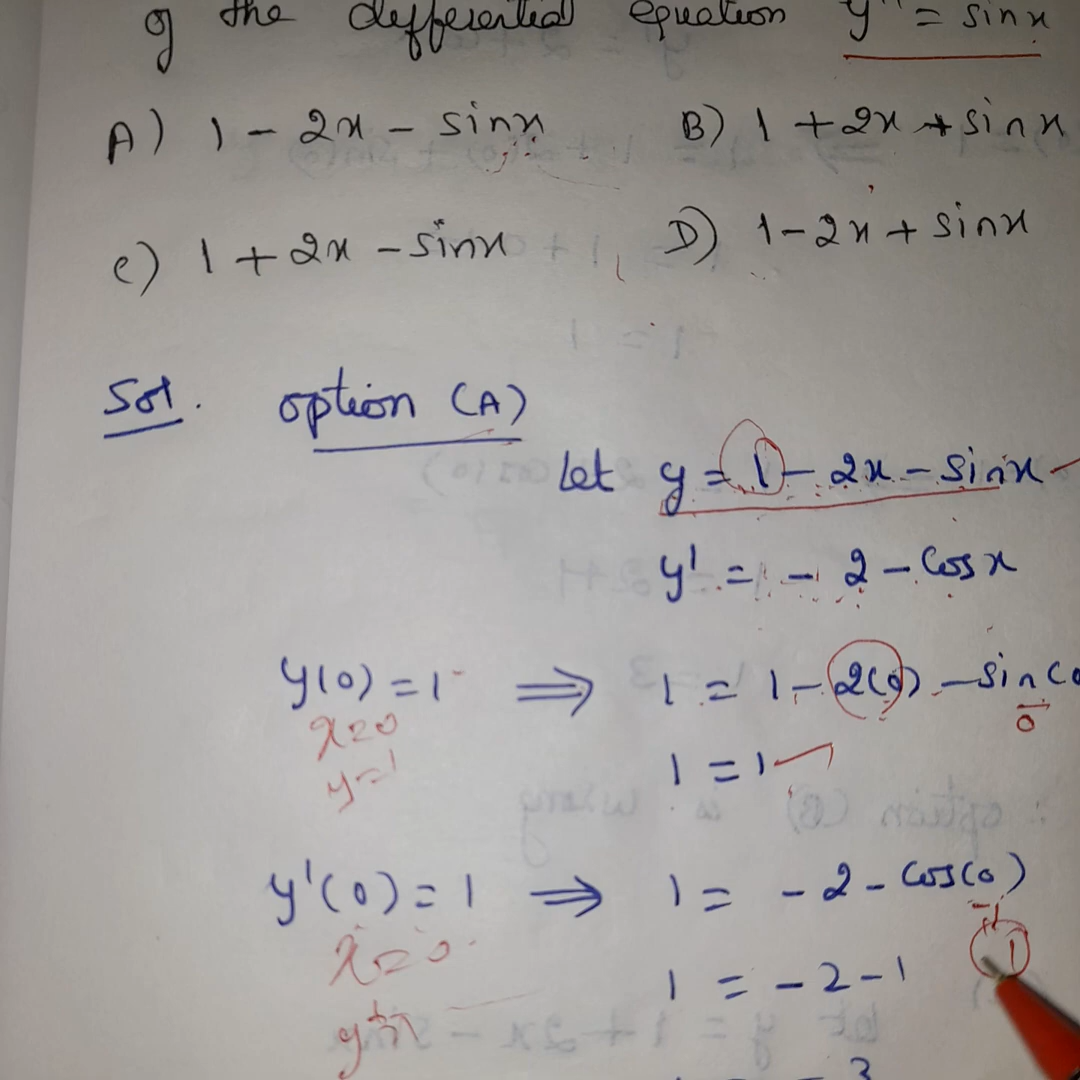 of the differential equation y'' = sinx
A) 1 - 2x - sinx B) 1 + 2x + sinx
C) 1 + 2x - sinx D) 1 - 2x + sinx
Sol. option (A)
let y = 1 - 2x - sinx
y' = - 2 - Cosx
y(0) = 1 ⟹ 1 = 1 - 2(0) - sin(0
x=0 0
y=1 1 = 1
y'(0) = 1 ⟹ 1 = - 2 - Cos(0)
x=0 1
1 = - 2 - 1
3